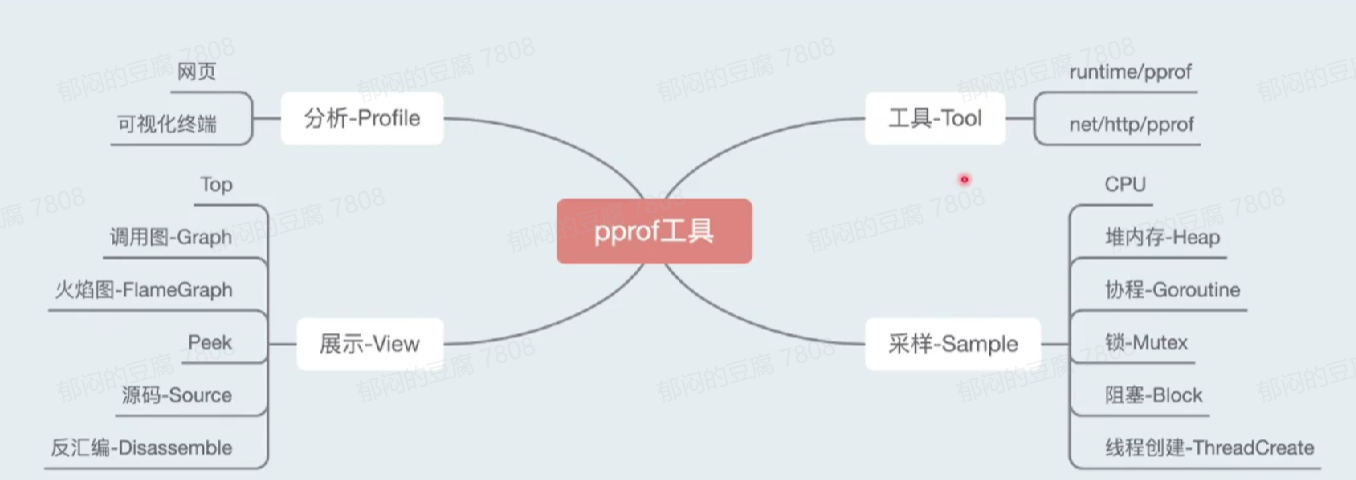 网页
可视化终端
分析-Profile
Top
调用图-Graph
火焰图-FlameGraph
Peek
源码-Source
反汇编-Disassemble
展示-View
pprof工具
工具-Tool
runtime/pprof
net/http/pprof
采样-Sample
CPU
堆内存-Heap
协程-Goroutine
锁-Mutex
阻塞-Block
线程创建-ThreadCreate
郁闷的豆腐 7808